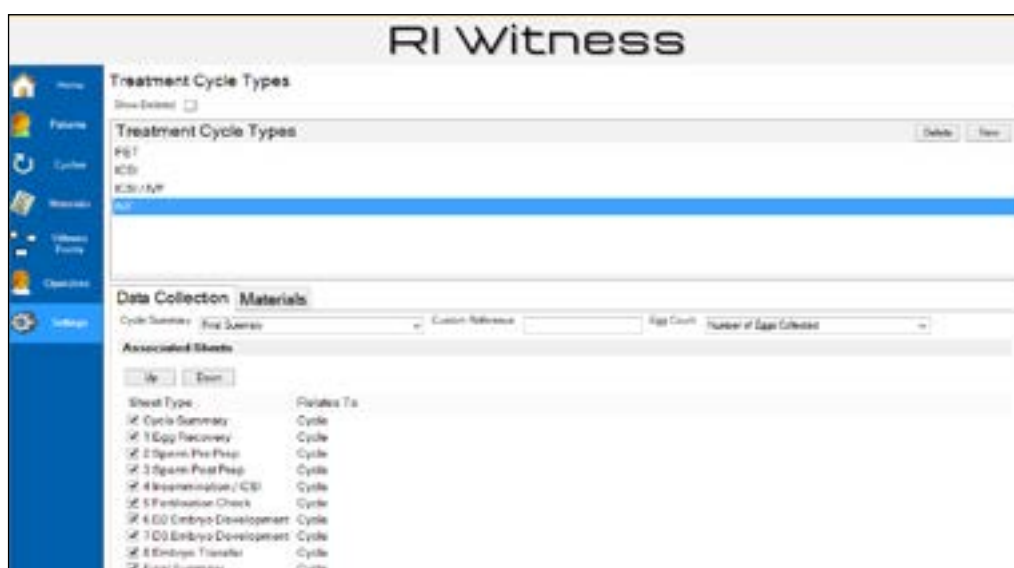 RI Witness
Home
Treatment Cycle Types
Show Deleted
Patients
Treatment Cycle Types
Delete New
FET
ICSI
Cycles
ICSI / IVF
Materials
IVF
Witness
Points
Operators
Data Collection Materials
Settings
Cycle Summary Final Summary Custom Reference Egg Count Number of Eggs Collected
Associated Sheets
Up Down
Sheet Type Relates To
Cycle Summary Cycle
1 Egg Recovery Cycle
2 Sperm Pre Prep Cycle
3 Sperm Post Prep Cycle
4 Insemmination / ICSI Cycle
5 Fertilisation Check Cycle
6 D2 Embryo Development Cycle
7 D3 Embryo Development Cycle
8 Embryo Transfer Cycle
Final Summary Cycle